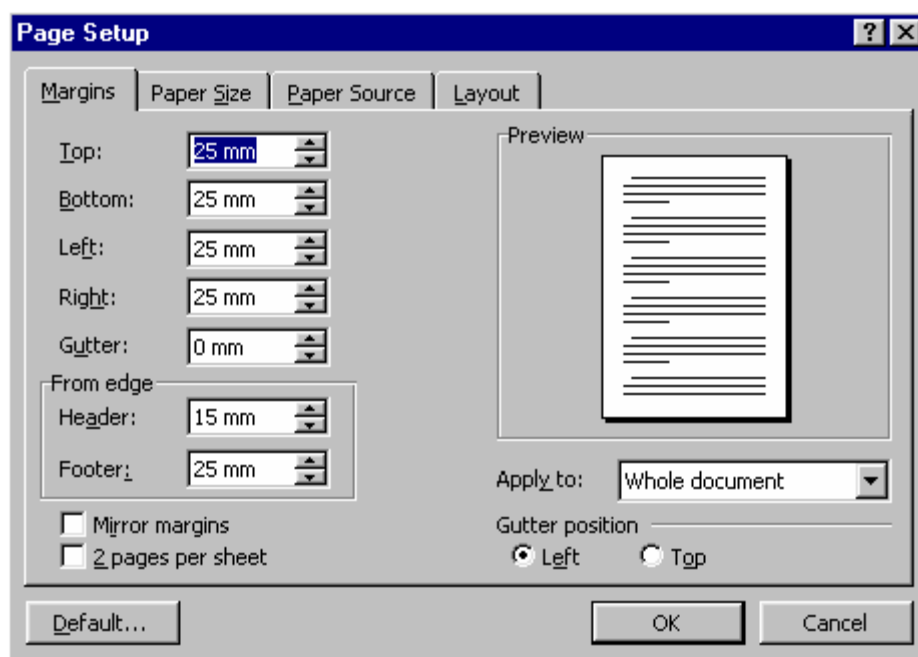 Page Setup
Margins
Paper Size
Paper Source
Layout
Top:
25 mm
Bottom:
25 mm
Left:
25 mm
Right:
25 mm
Gutter:
0 mm
From edge
Header:
15 mm
Footer:
25 mm
Mirror margins
2 pages per sheet
Preview
Apply to:
Whole document
Gutter position
Left
Top
Default...
OK
Cancel